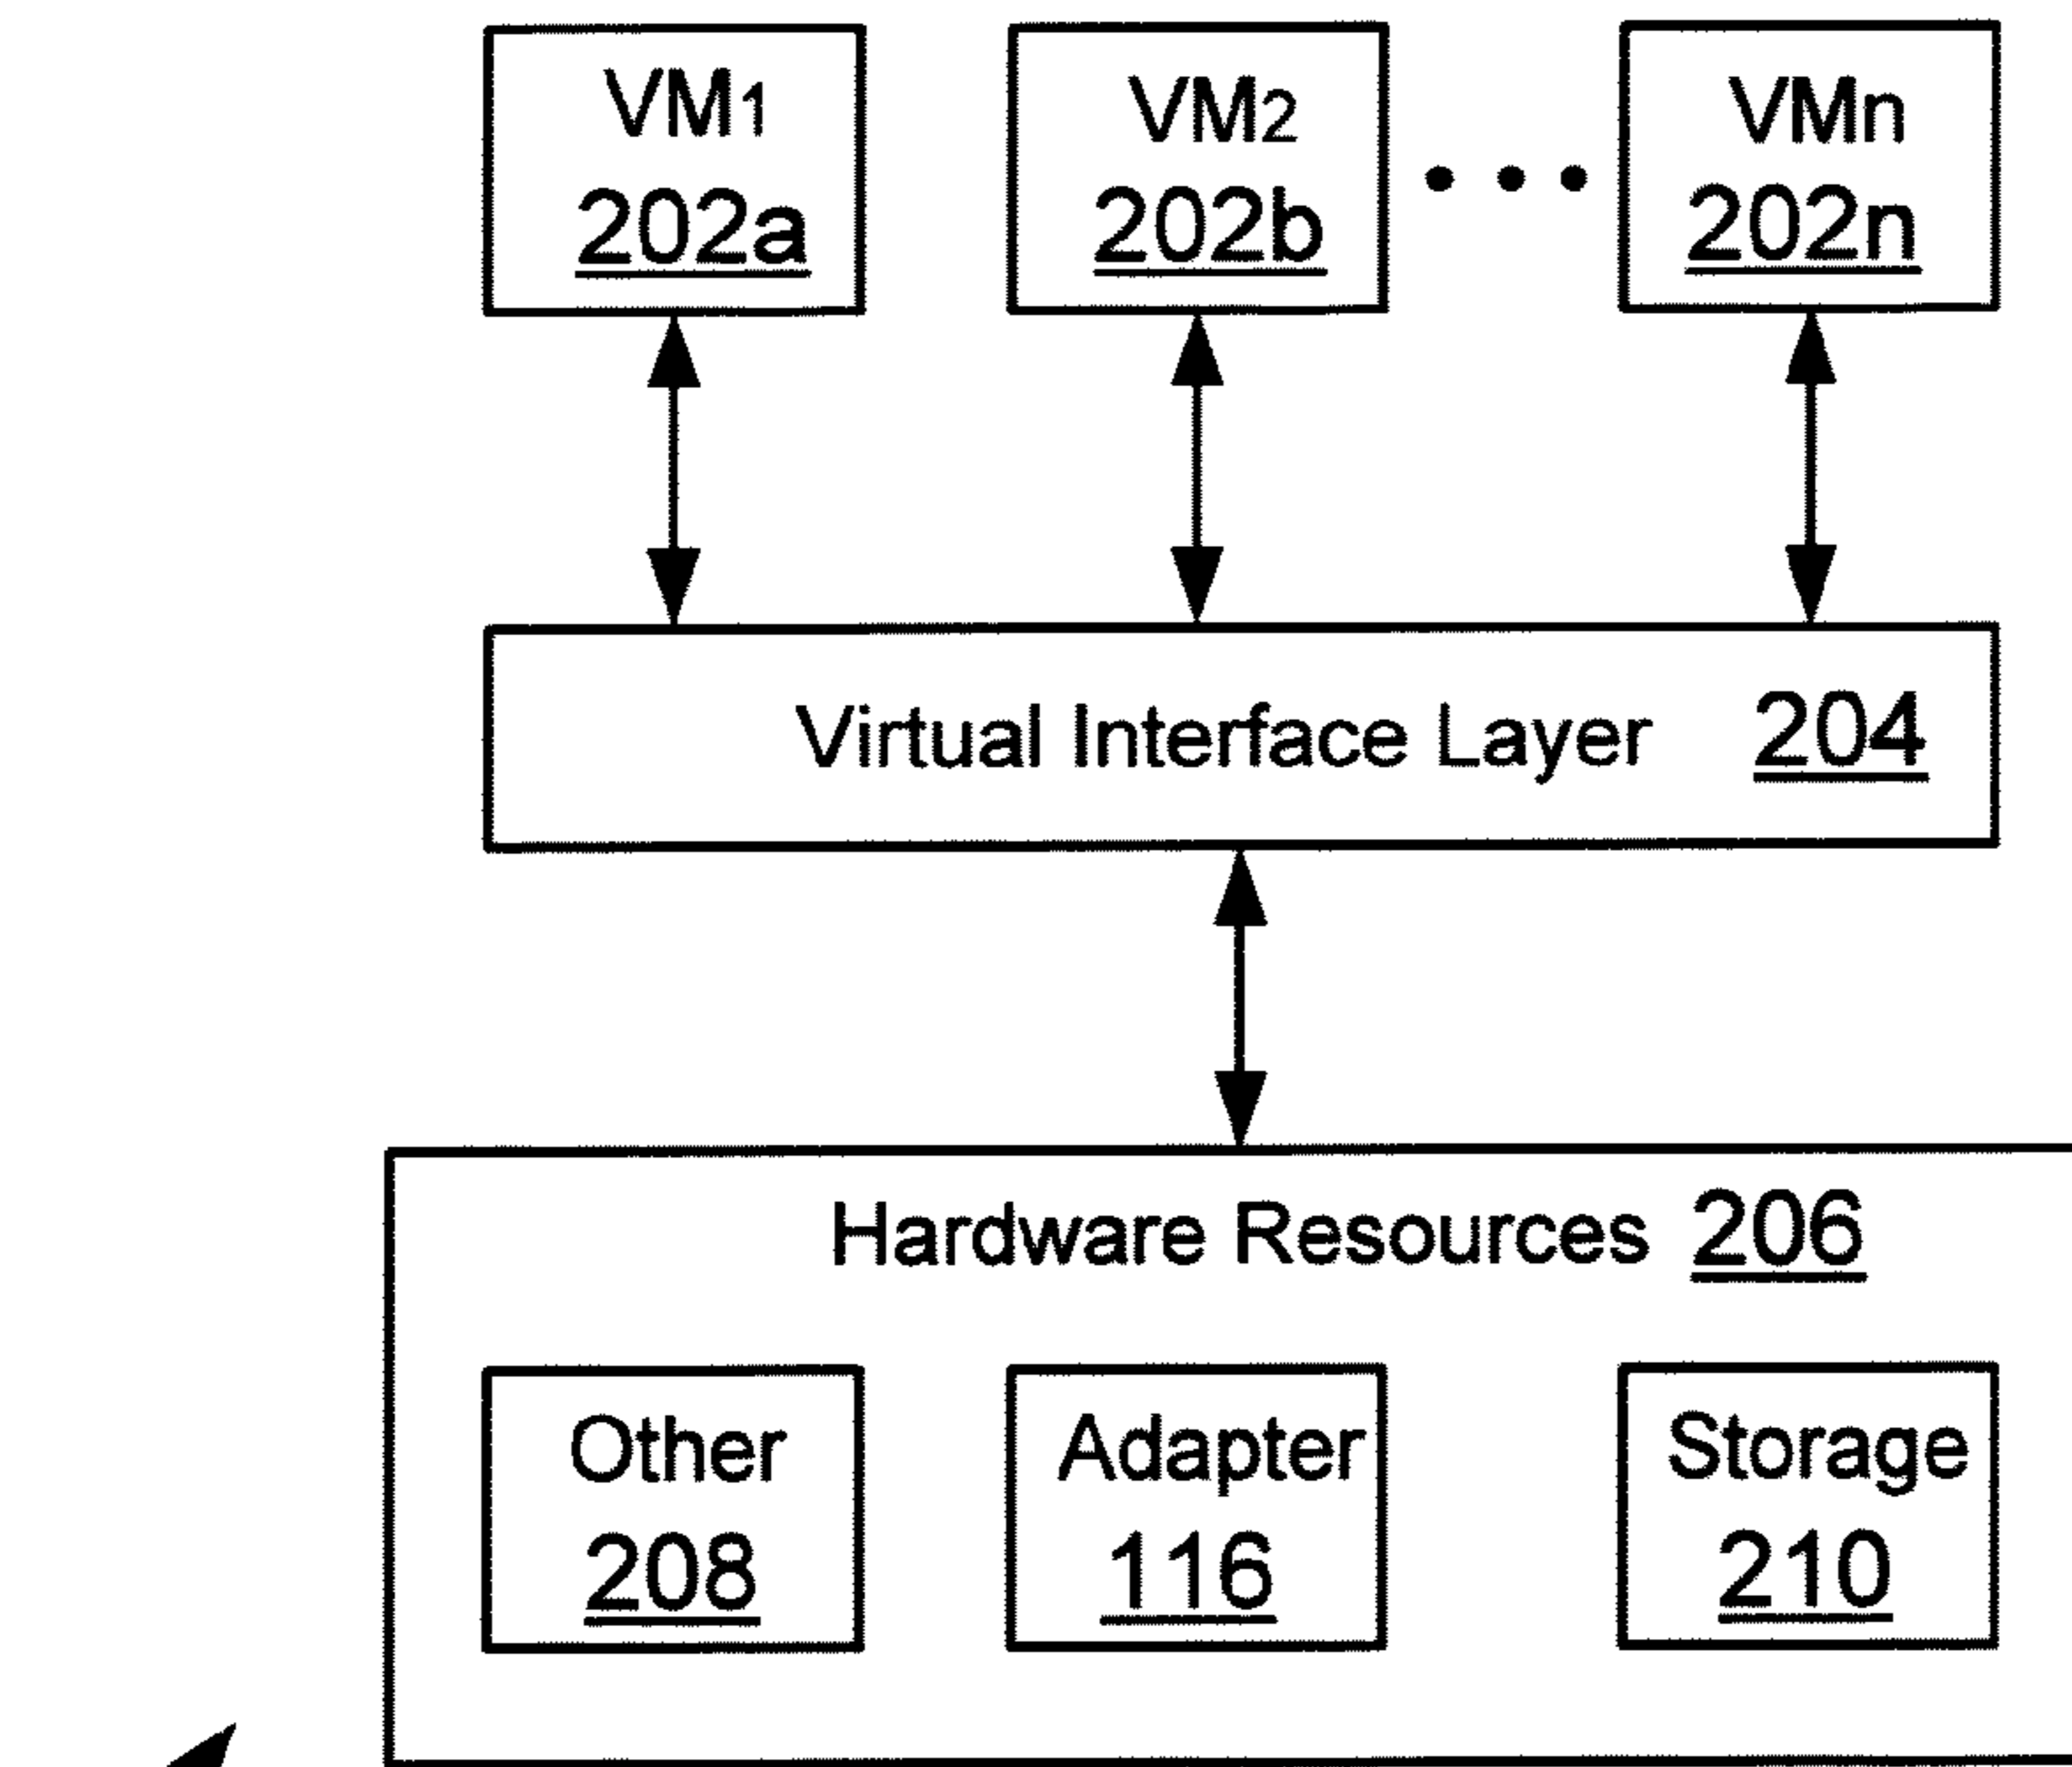 VM1
202a
VM2
202b
VMn
202n
Virtual Interface Layer 204
Hardware Resources 206
Other
208
Adapter
116
Storage
210